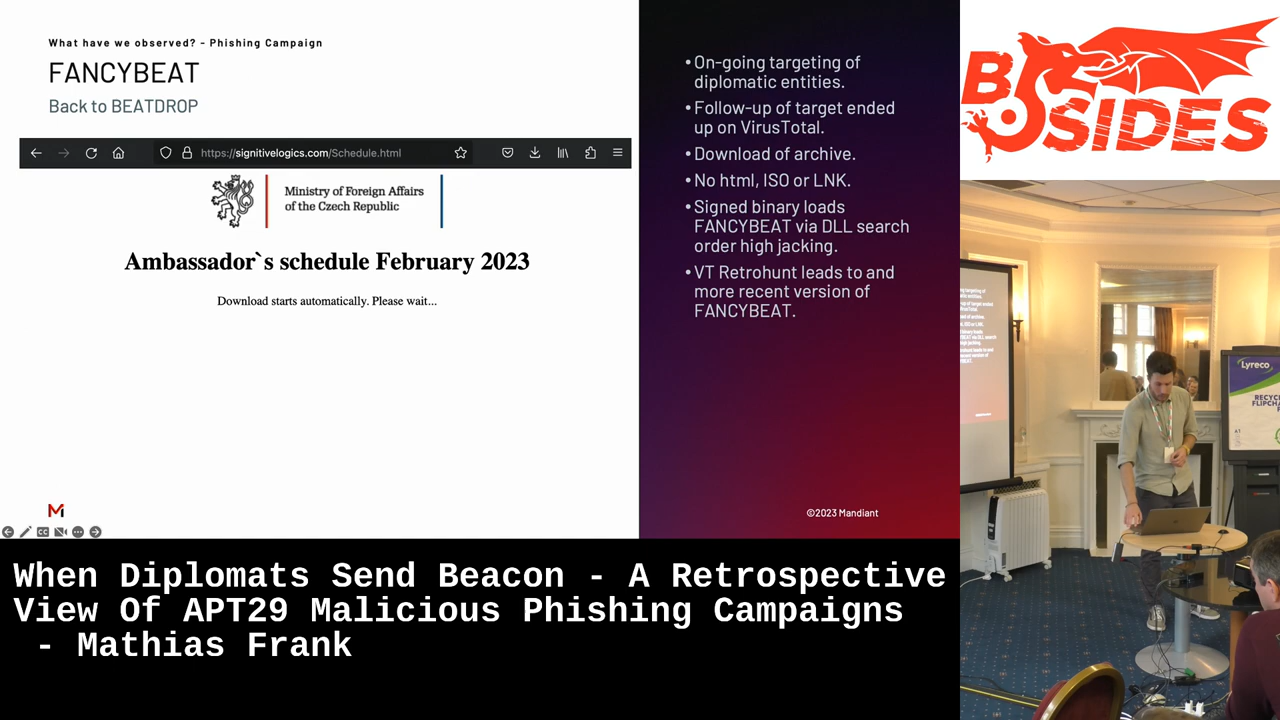 What have we observed? - Phishing Campaign
FANCYBEAT
Back to BEATDROP
https://signitivelogics.com/Schedule.html
Ministry of Foreign Affairs
of the Czech Republic
Ambassador`s schedule February 2023
Download starts automatically. Please wait...
• On-going targeting of
diplomatic entities.
• Follow-up of target ended
up on VirusTotal.
• Download of archive.
• No html, ISO or LNK.
• Signed binary loads
FANCYBEAT via DLL search
order high jacking.
• VT Retrohunt leads to and
more recent version of
FANCYBEAT.
©2023 Mandiant
BSIDES
Lyreco
When Diplomats Send Beacon - A Retrospective
View Of APT29 Malicious Phishing Campaigns
- Mathias Frank